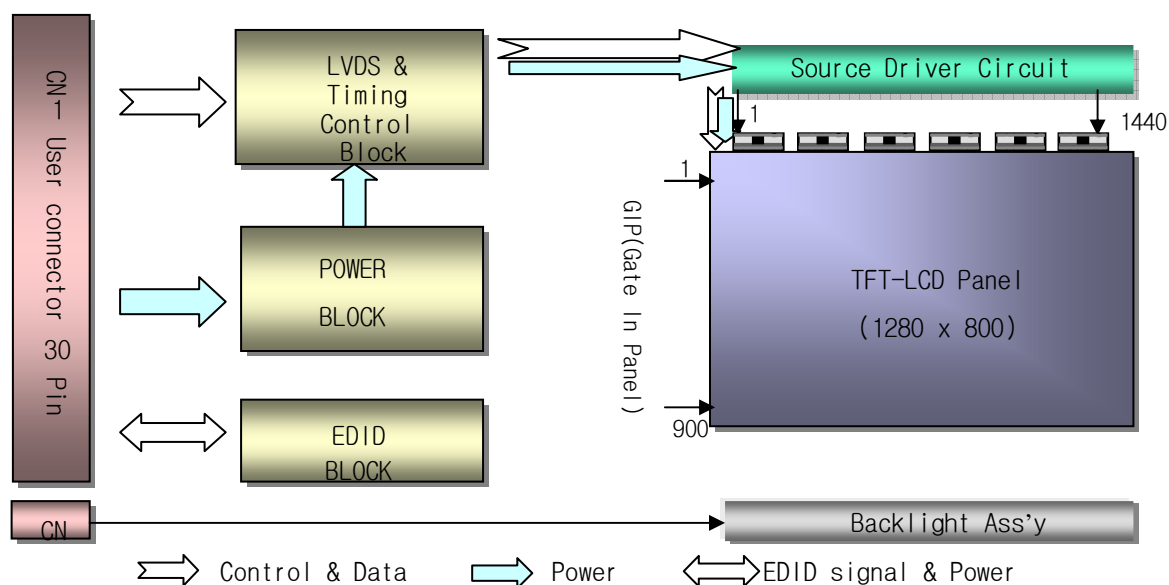 CN-1 User connector 30 Pin
LVDS &
Timing
Control
Block
Source Driver Circuit
1
1440
POWER
BLOCK
1
GIP(Gate In Panel)
900
TFT-LCD Panel
(1280 x 800)
EDID
BLOCK
CN
Backlight Ass’y
Control & Data
Power
EDID signal & Power